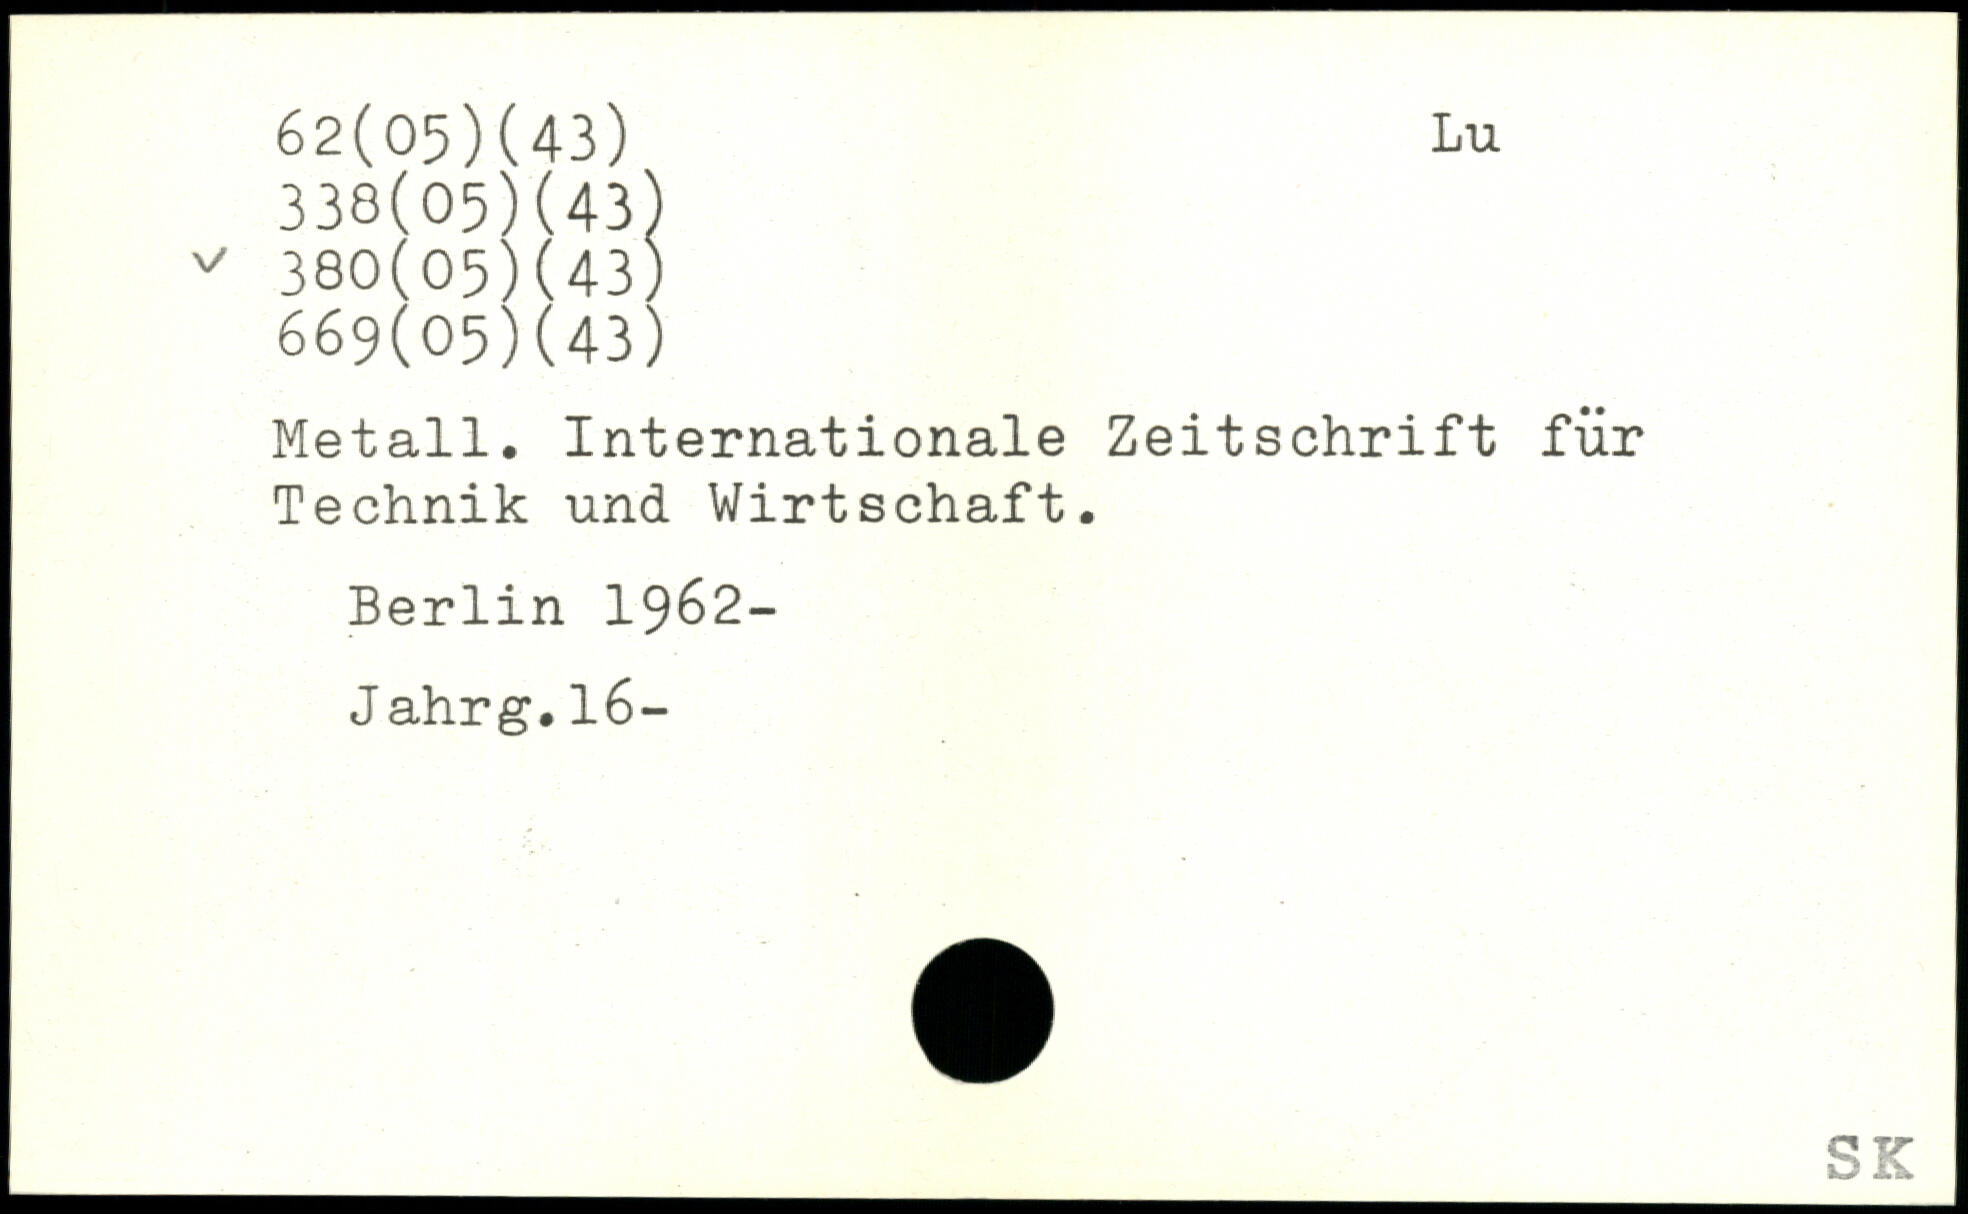 62(05)(43) Lu
338(05)(43)
✓ 380(05)(43)
669(05)(43)
Metall. Internationale Zeitschrift für
Technik und Wirtschaft.
Berlin 1962-
Jahrg.16-
SK